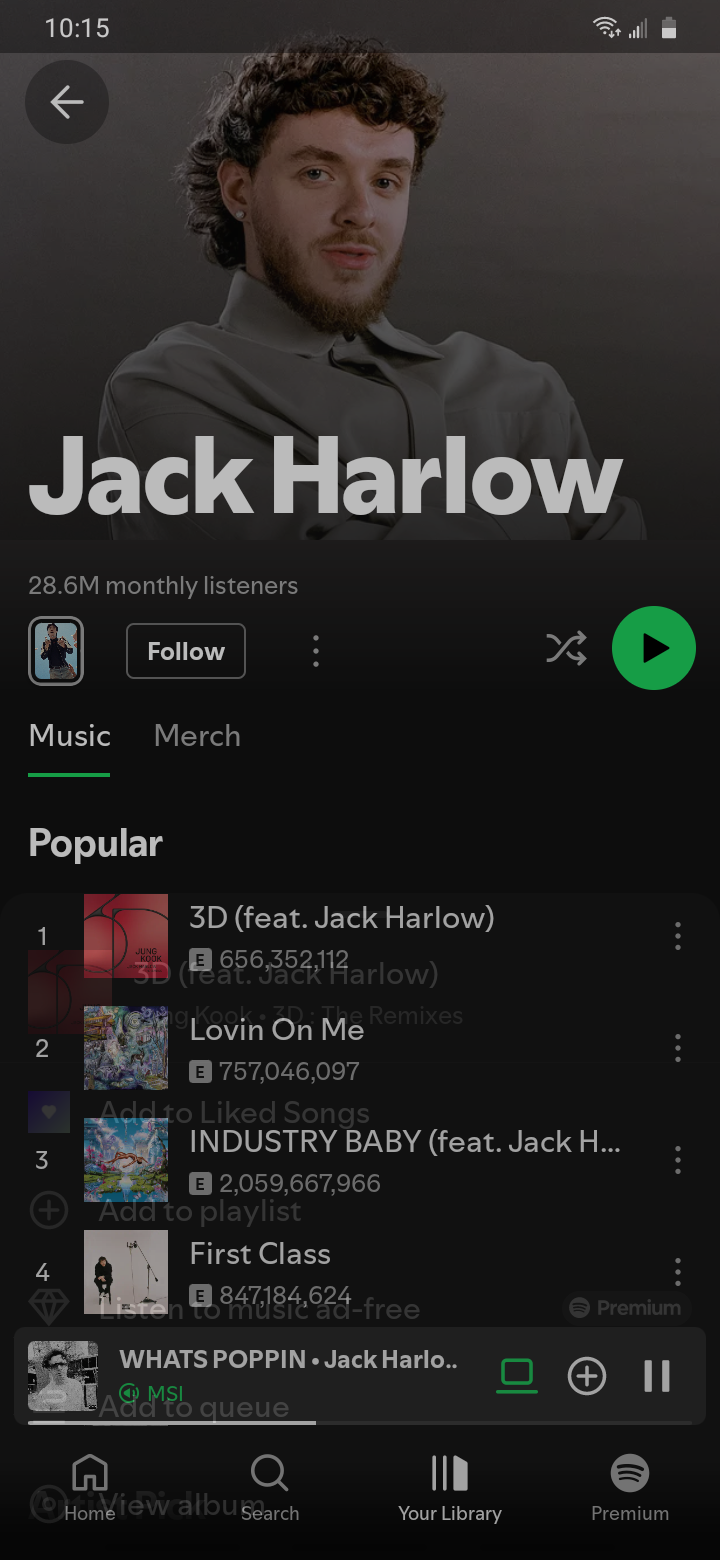 10:15
Jack Harlow
28.6M monthly listeners
Follow
Music Merch
Popular
1
JUNG KOOK
3D (feat. Jack Harlow)
E 656,352,112
3D (feat. Jack Harlow)
Jung Kook • 3D : The Remixes
2
Lovin On Me
E 757,046,097
Add to Liked Songs
3
INDUSTRY BABY (feat. Jack H...
E 2,059,667,966
Add to playlist
4
First Class
E 847,184,624
Listen to music ad-free
Premium
WHATS POPPIN • Jack Harlo..
MSI
Add to queue
View album
Home Search Your Library Premium